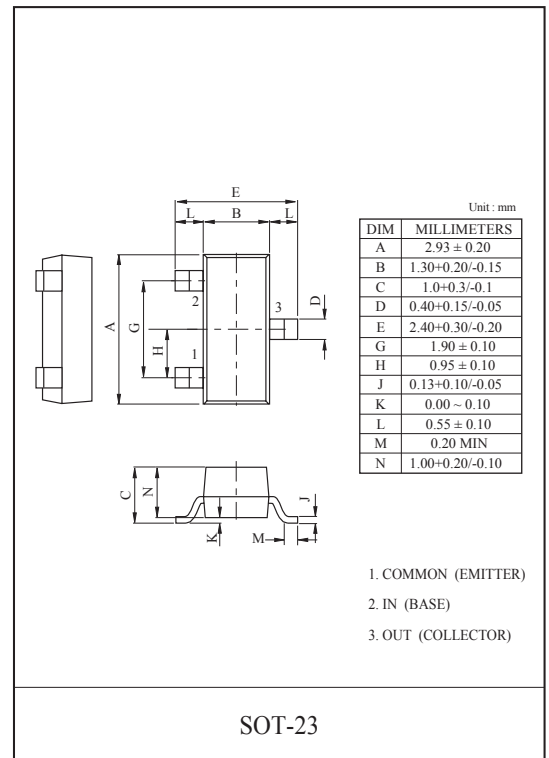 E
L B L
2
3
1
A
G
H
D
C
N
K
M
J
Unit : mm
DIM MILLIMETERS
A 2.93 ± 0.20
B 1.30+0.20/-0.15
C 1.0+0.3/-0.1
D 0.40+0.15/-0.05
E 2.40+0.30/-0.20
G 1.90 ± 0.10
H 0.95 ± 0.10
J 0.13+0.10/-0.05
K 0.00 ~ 0.10
L 0.55 ± 0.10
M 0.20 MIN
N 1.00+0.20/-0.10
1. COMMON (EMITTER)
2. IN (BASE)
3. OUT (COLLECTOR)
SOT-23